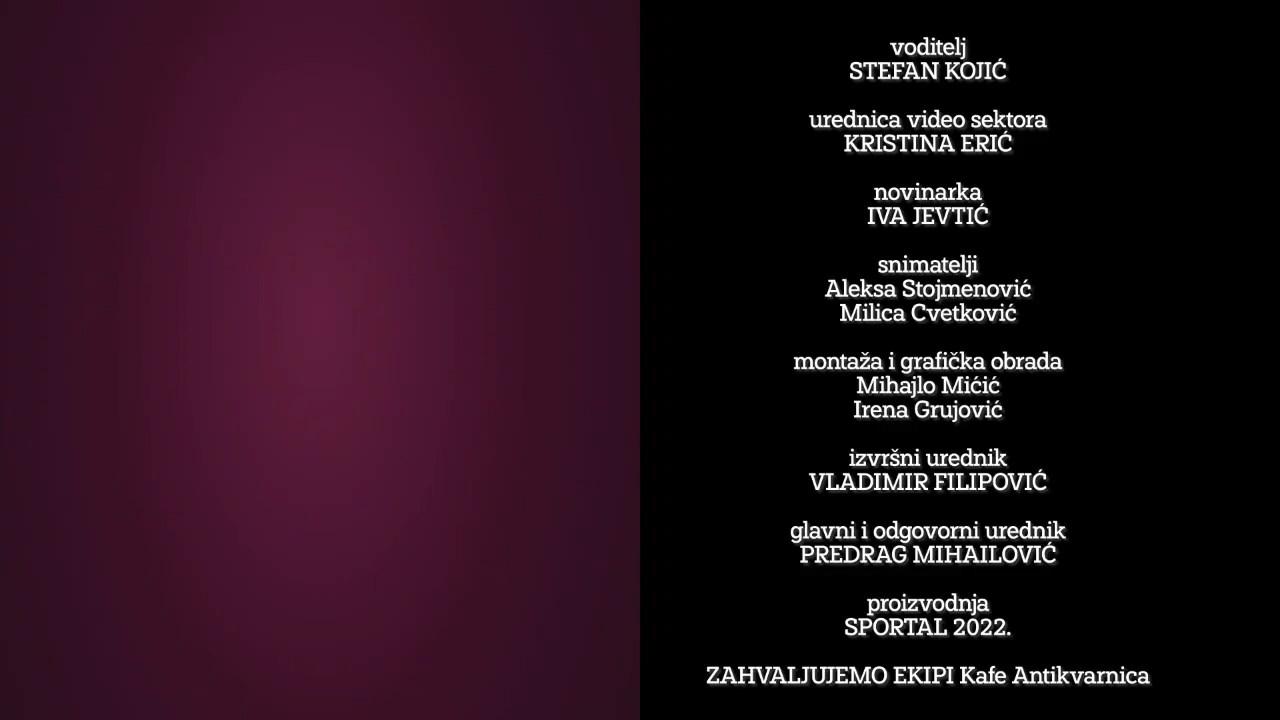 voditelj
STEFAN KOJIĆ
urednica video sektora
KRISTINA ERIĆ
novinarka
IVA JEVTIĆ
snimatelji
Aleksa Stojmenović
Milica Cvetković
montaža i grafička obrada
Mihajlo Mićić
Irena Grujović
izvršni urednik
VLADIMIR FILIPOVIĆ
glavni i odgovorni urednik
PREDRAG MIHAILOVIĆ
proizvodnja
SPORTAL 2022.
ZAHVALJUJEMO EKIPI Kafe Antikvarnica